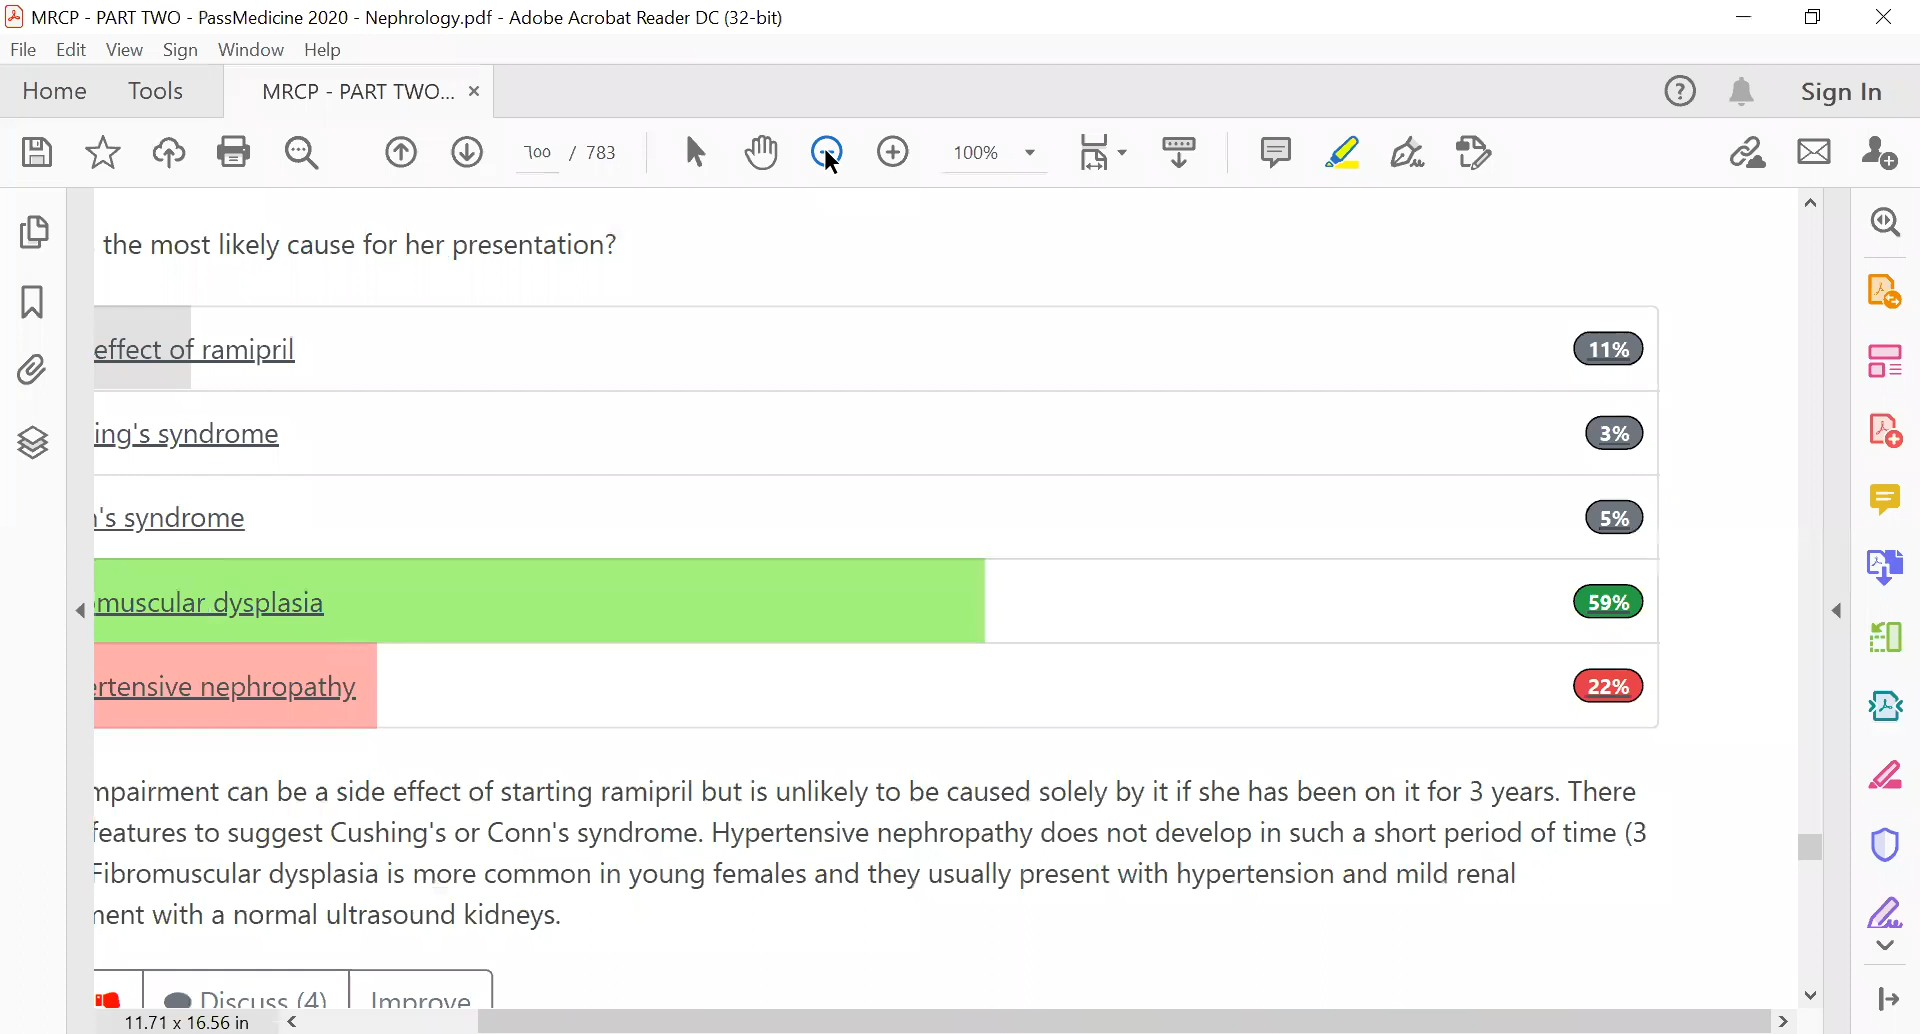 MRCP - PART TWO - PassMedicine 2020 - Nephrology.pdf - Adobe Acrobat Reader DC (32-bit)
File Edit View Sign Window Help
Home Tools MRCP - PART TWO... × Sign In
700 / 783 100%
the most likely cause for her presentation?
effect of ramipril 11%
ing's syndrome 3%
's syndrome 5%
muscular dysplasia 59%
ertensive nephropathy 22%
mpairment can be a side effect of starting ramipril but is unlikely to be caused solely by it if she has been on it for 3 years. There
features to suggest Cushing's or Conn's syndrome. Hypertensive nephropathy does not develop in such a short period of time (3
Fibromuscular dysplasia is more common in young females and they usually present with hypertension and mild renal
ment with a normal ultrasound kidneys.
Discuss (4) Improve
11.71 x 16.56 in